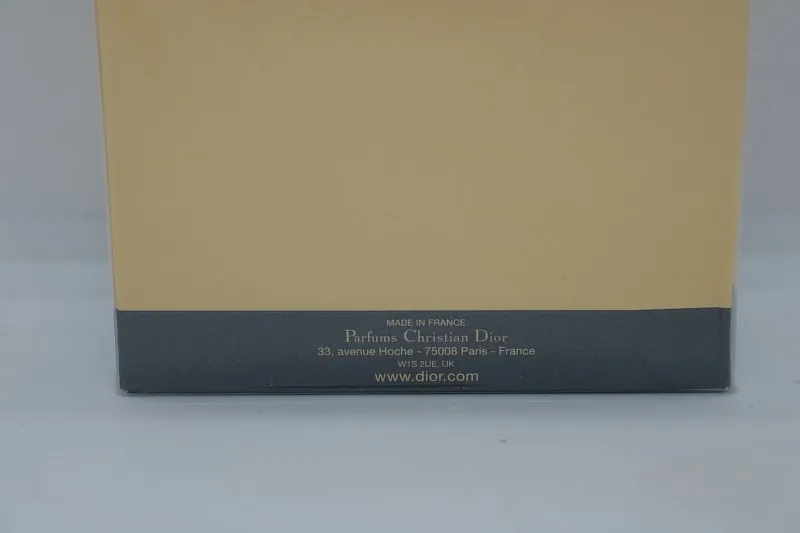 MADE IN FRANCE
Parfums Christian Dior
33, avenue Hoche - 75008 Paris - France
W1S 2UE, UK
www.dior.com